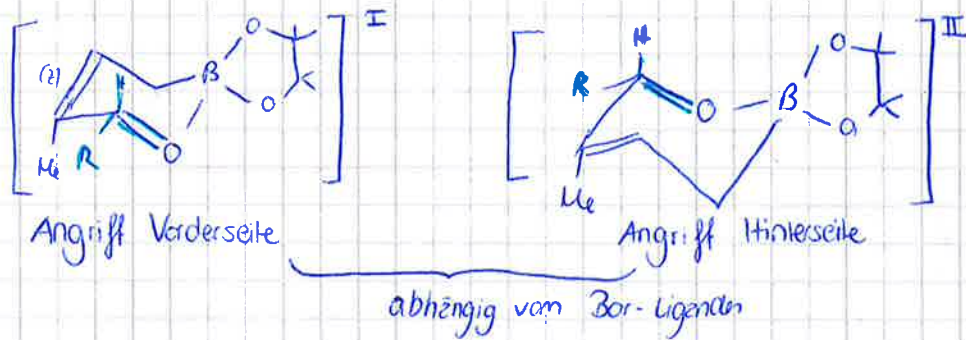 I
II
(z)
B
O
O
O
Me
R
H
R
O
B
O
O
Me
Angriff Vorderseite
Angriff Hinterseite
abhängig vom Bor-Liganden